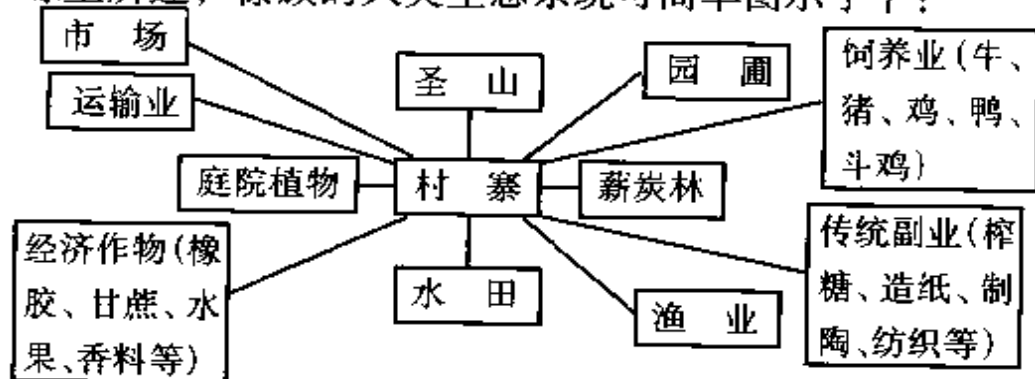 市 场
运输业
圣 山
园 圃
饲养业(牛、
猪、鸡、鸭、
斗鸡)
庭院植物
村 寨
薪炭林
经济作物(橡
胶、甘蔗、水
果、香料等)
水 田
渔 业
传统副业(榨
糖、造纸、制
陶、纺织等)